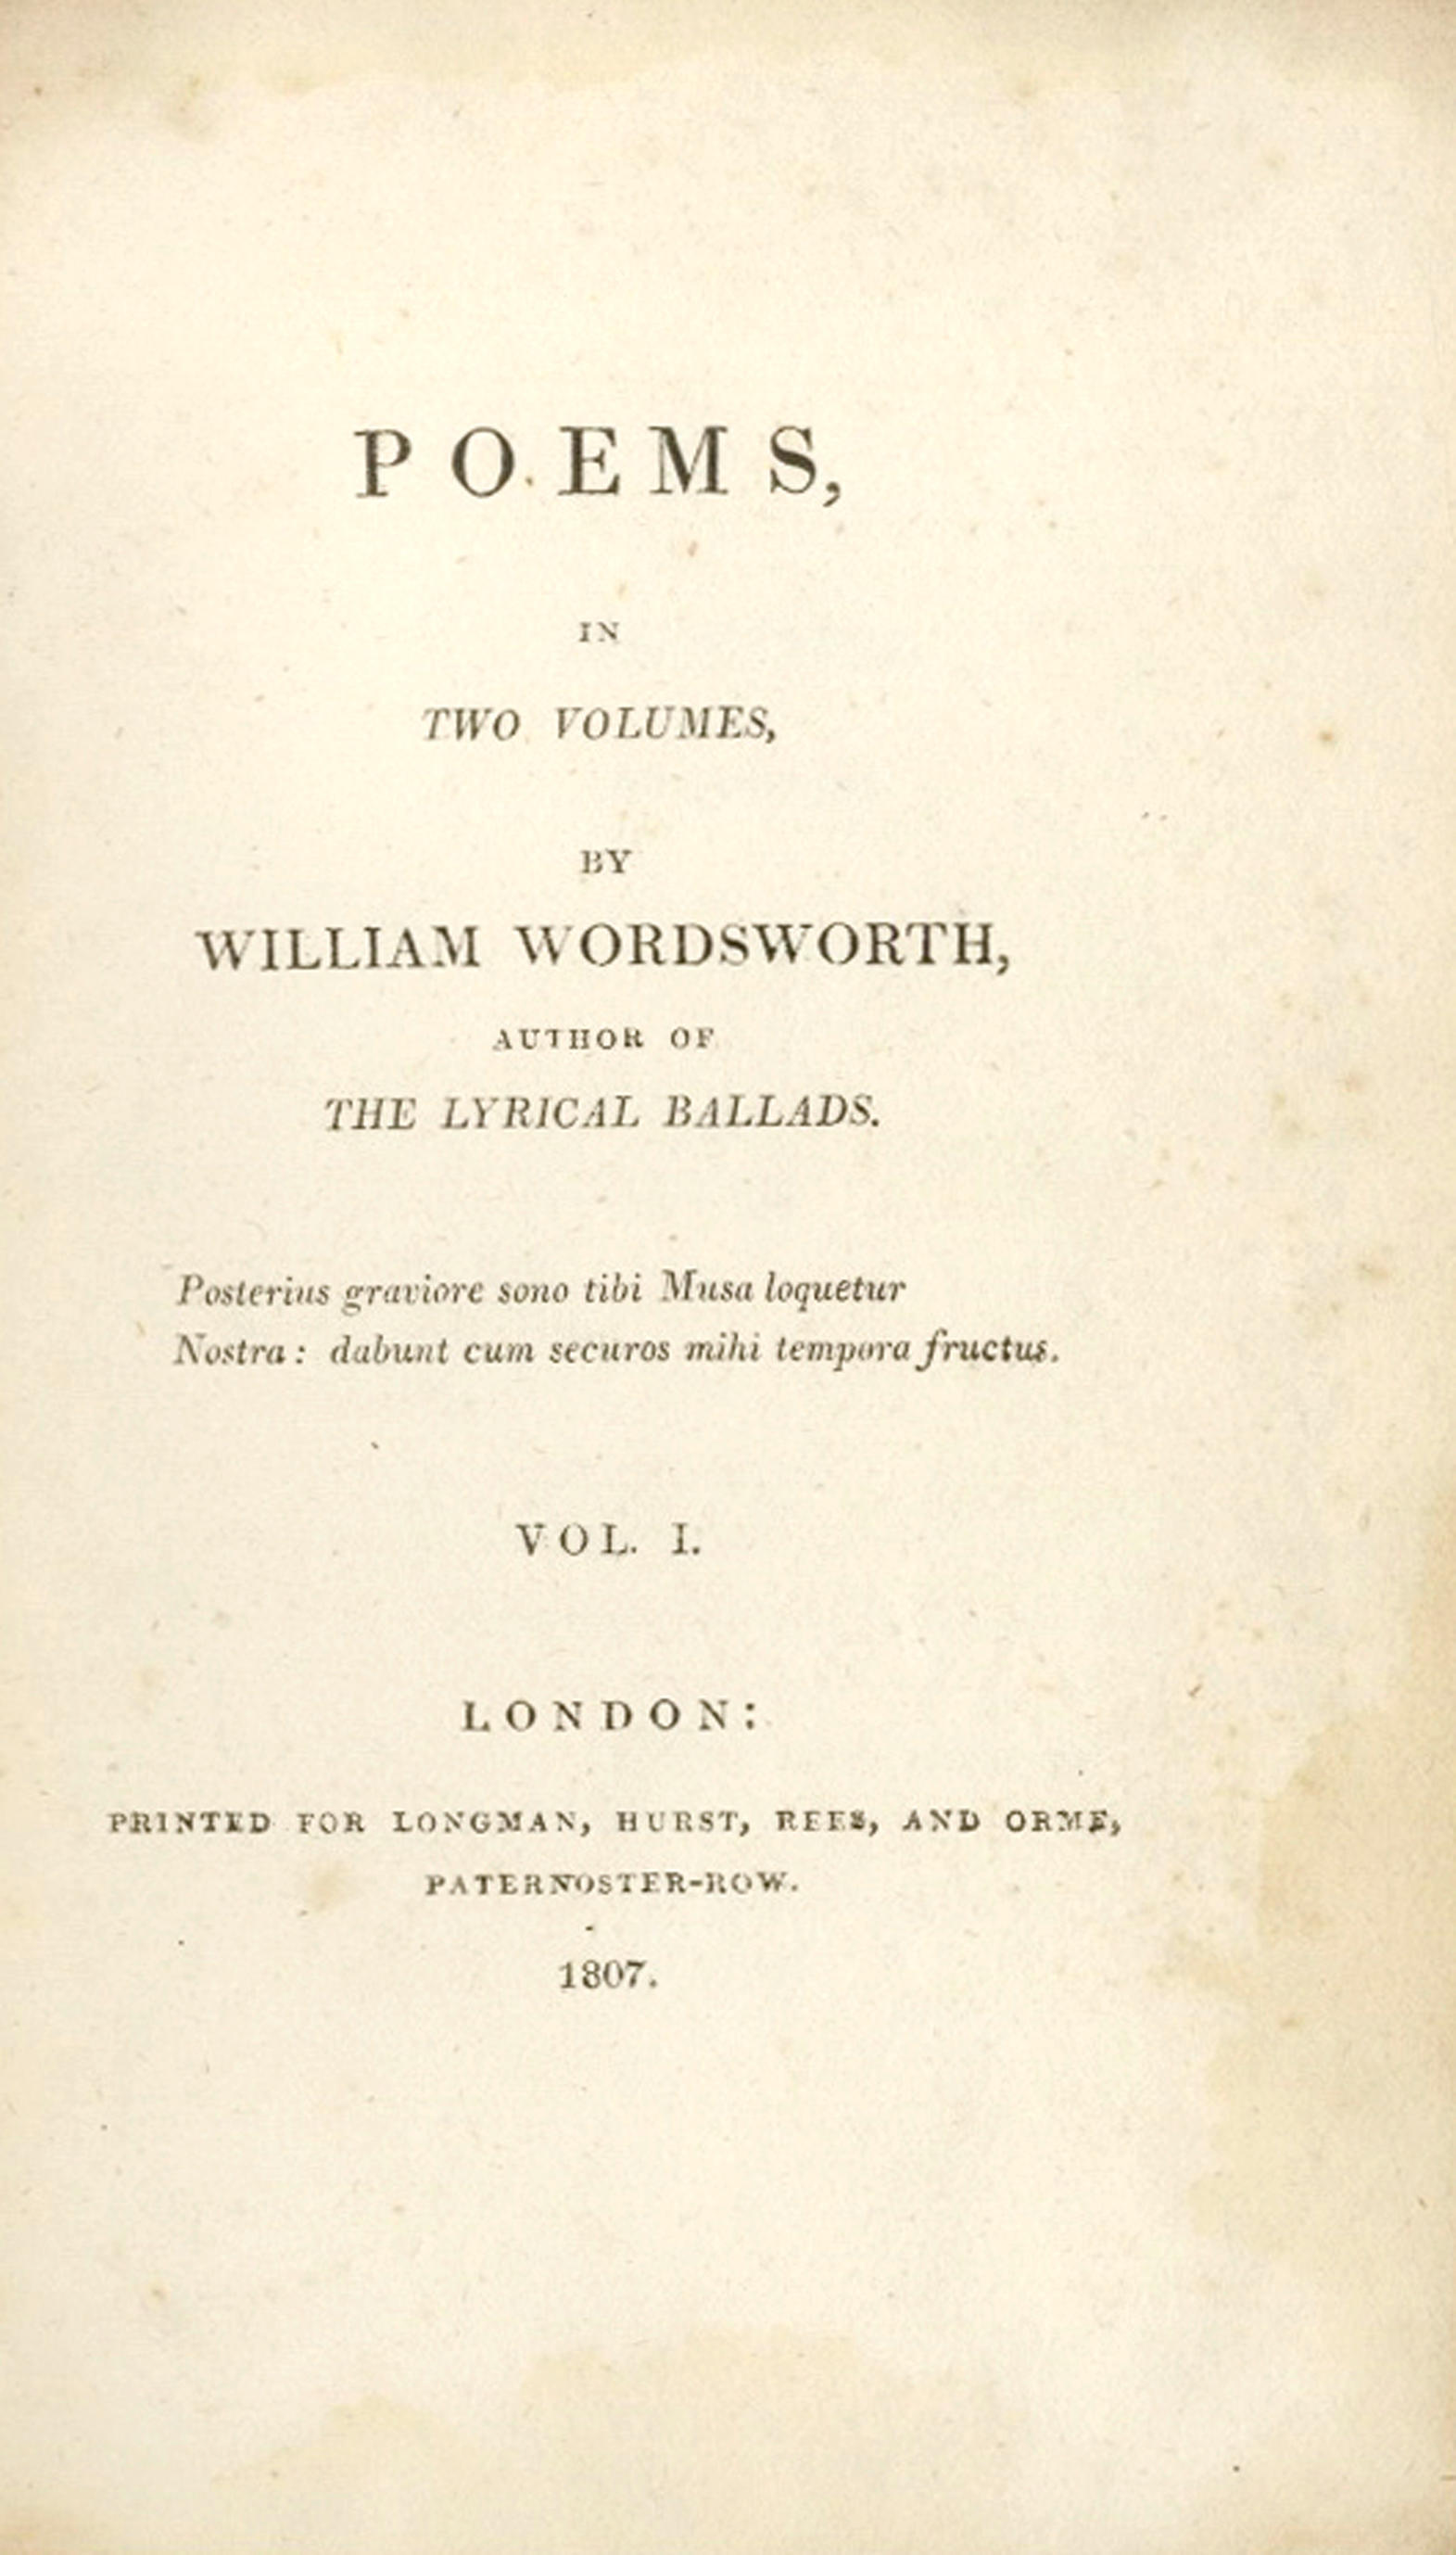 POEMS,
IN
TWO VOLUMES,
BY
WILLIAM WORDSWORTH,
AUTHOR OF
THE LYRICAL BALLADS.
Posterius graviore sono tibi Musa loquetur
Nostra: dabunt cum securos mihi tempora fructus.
VOL. I.
LONDON:
PRINTED FOR LONGMAN, HURST, REES, AND ORME,
PATERNOSTER-ROW.
1807.